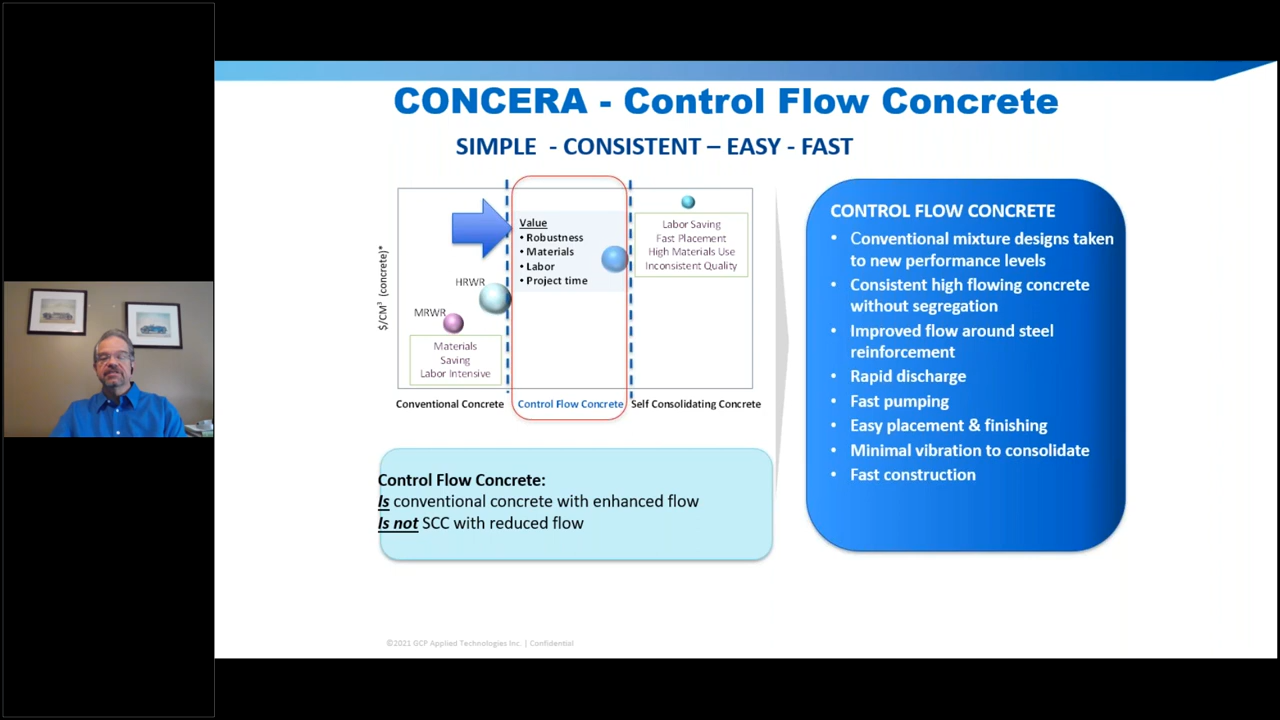 CONCERA - Control Flow Concrete
SIMPLE - CONSISTENT – EASY - FAST
$/CM³ (concrete)*
MRWR
HRWR
Materials
Saving
Labor Intensive
Value
• Robustness
• Materials
• Labor
• Project time
Labor Saving
Fast Placement
High Materials Use
Inconsistent Quality
Conventional Concrete
Control Flow Concrete
Self Consolidating Concrete
Control Flow Concrete:
Is conventional concrete with enhanced flow
Is not SCC with reduced flow
CONTROL FLOW CONCRETE
• Conventional mixture designs taken
to new performance levels
• Consistent high flowing concrete
without segregation
• Improved flow around steel
reinforcement
• Rapid discharge
• Fast pumping
• Easy placement & finishing
• Minimal vibration to consolidate
• Fast construction
©2021 GCP Applied Technologies Inc. | Confidential